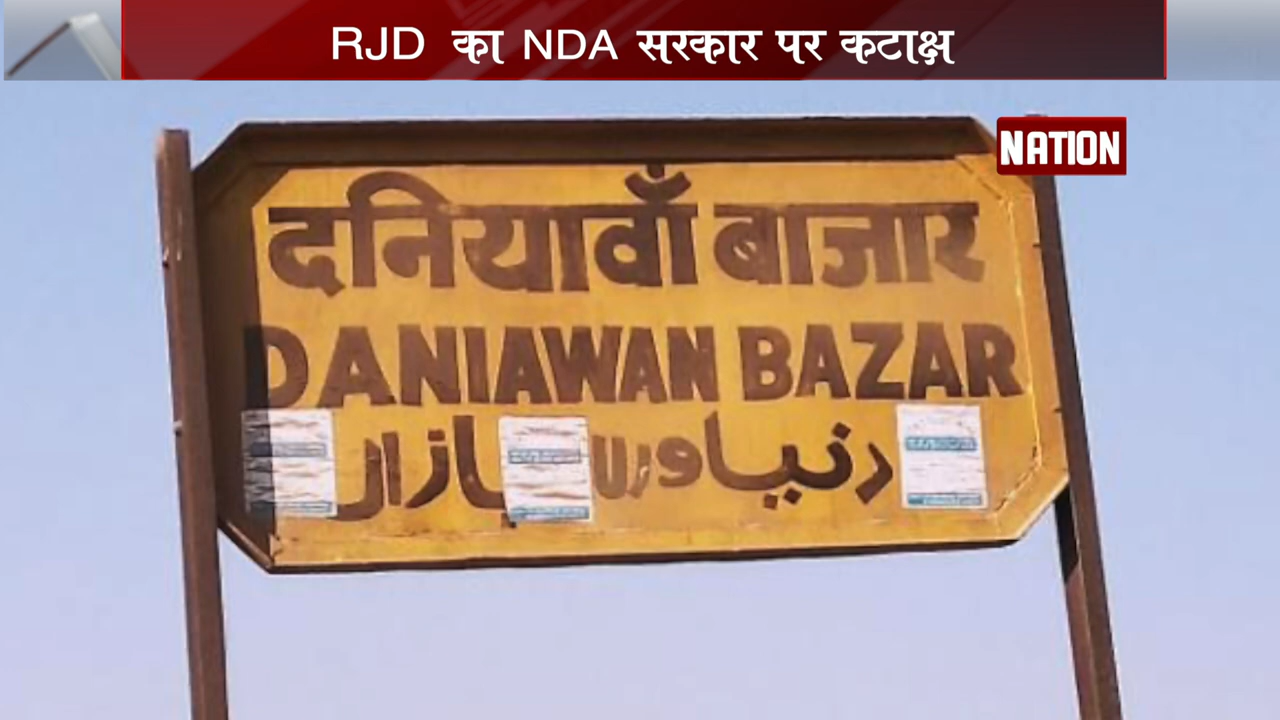 RJD का NDA सरकार पर कटाक्ष
NATION
दनियावाँ बाजार
DANIAWAN BAZAR